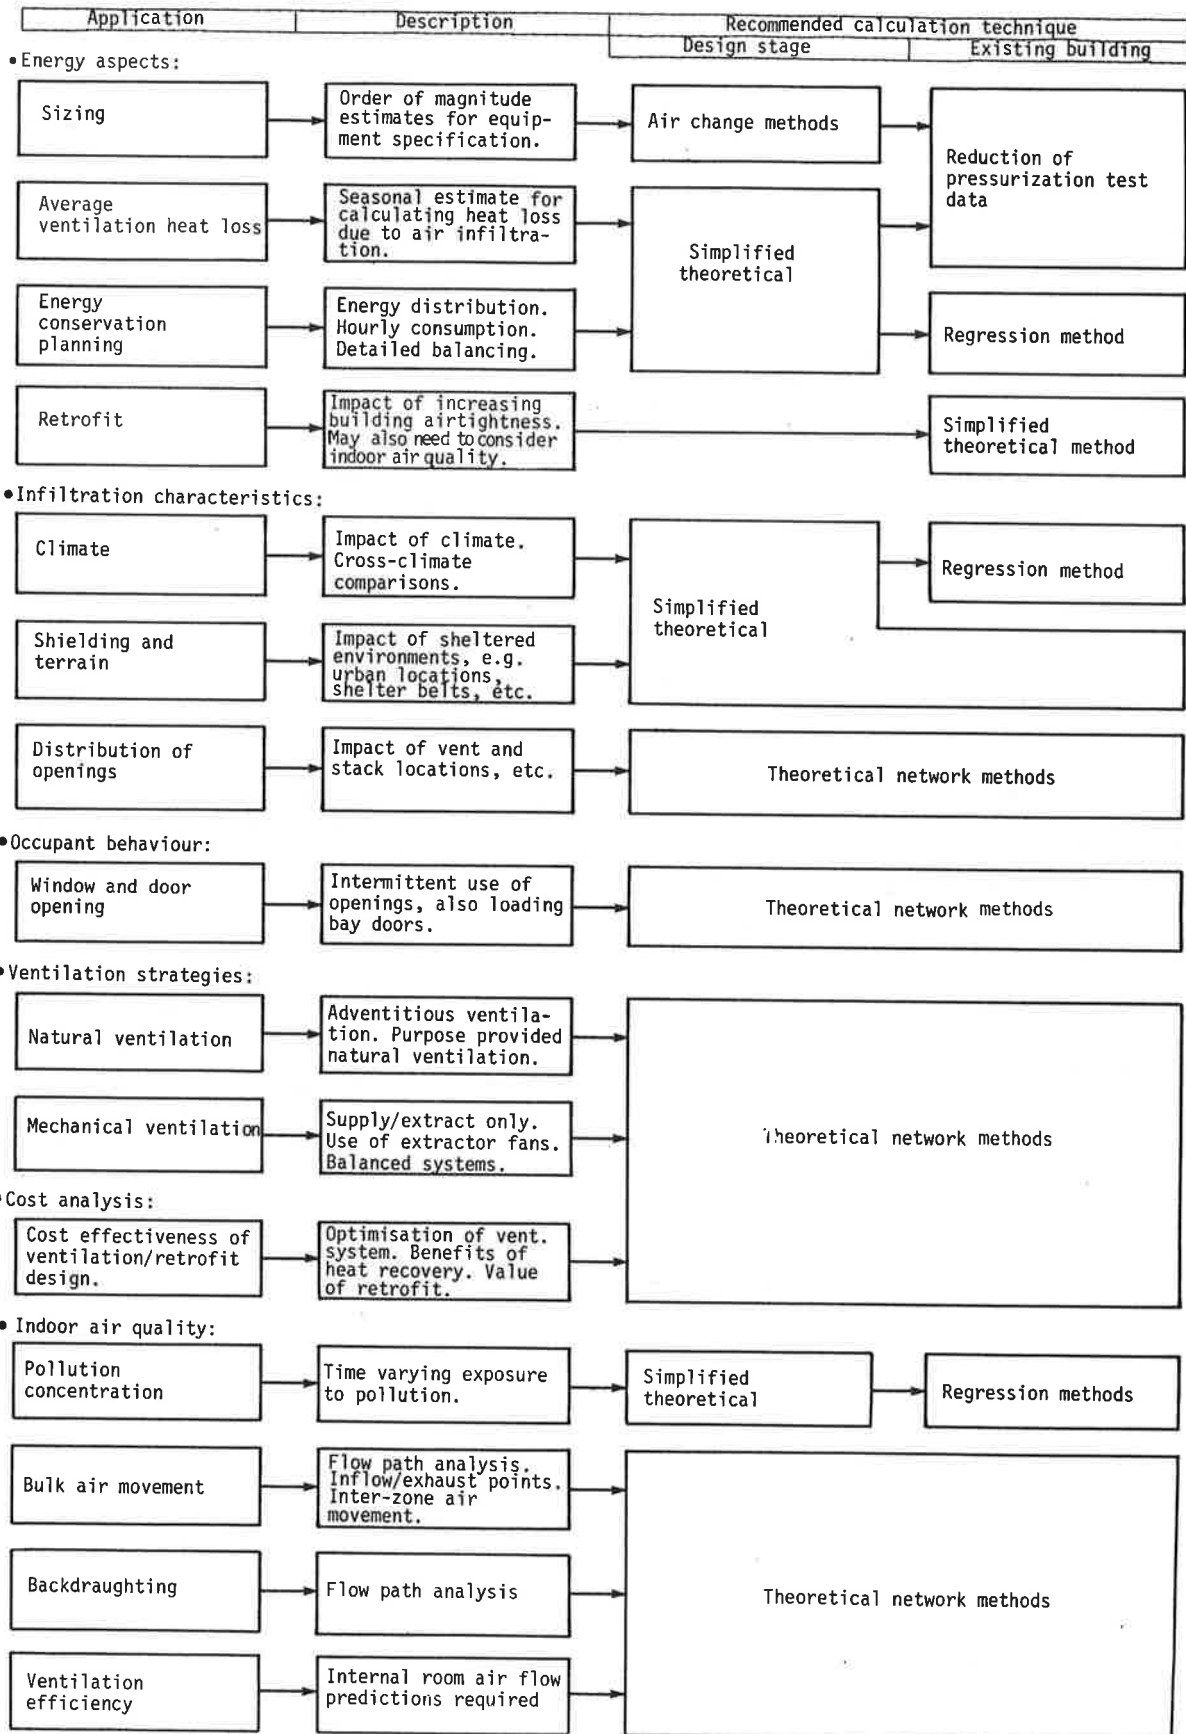 Application
Description
Recommended calculation technique
Design stage
Existing building
• Energy aspects:
Sizing
Order of magnitude
estimates for equip-
ment specification.
Air change methods
Reduction of
pressurization test
data
Average
ventilation heat loss
Seasonal estimate for
calculating heat loss
due to air infiltra-
tion.
Simplified
theoretical
Energy
conservation
planning
Energy distribution.
Hourly consumption.
Detailed balancing.
Regression method
Retrofit
Impact of increasing
building airtightness.
May also need to consider
indoor air quality.
Simplified
theoretical method
• Infiltration characteristics:
Climate
Impact of climate.
Cross-climate
comparisons.
Simplified
theoretical
Regression method
Shielding and
terrain
Impact of sheltered
environments, e.g.
urban locations,
shelter belts, etc.
Distribution of
openings
Impact of vent and
stack locations, etc.
Theoretical network methods
• Occupant behaviour:
Window and door
opening
Intermittent use of
openings, also loading
bay doors.
Theoretical network methods
• Ventilation strategies:
Natural ventilation
Adventitious ventila-
tion. Purpose provided
natural ventilation.
Mechanical ventilation
Supply/extract only.
Use of extractor fans.
Balanced systems.
Theoretical network methods
• Cost analysis:
Cost effectiveness of
ventilation/retrofit
design.
Optimisation of vent.
system. Benefits of
heat recovery. Value
of retrofit.
• Indoor air quality:
Pollution
concentration
Time varying exposure
to pollution.
Simplified
theoretical
Regression methods
Bulk air movement
Flow path analysis.
Inflow/exhaust points.
Inter-zone air
movement.
Backdraughting
Flow path analysis
Theoretical network methods
Ventilation
efficiency
Internal room air flow
predictions required